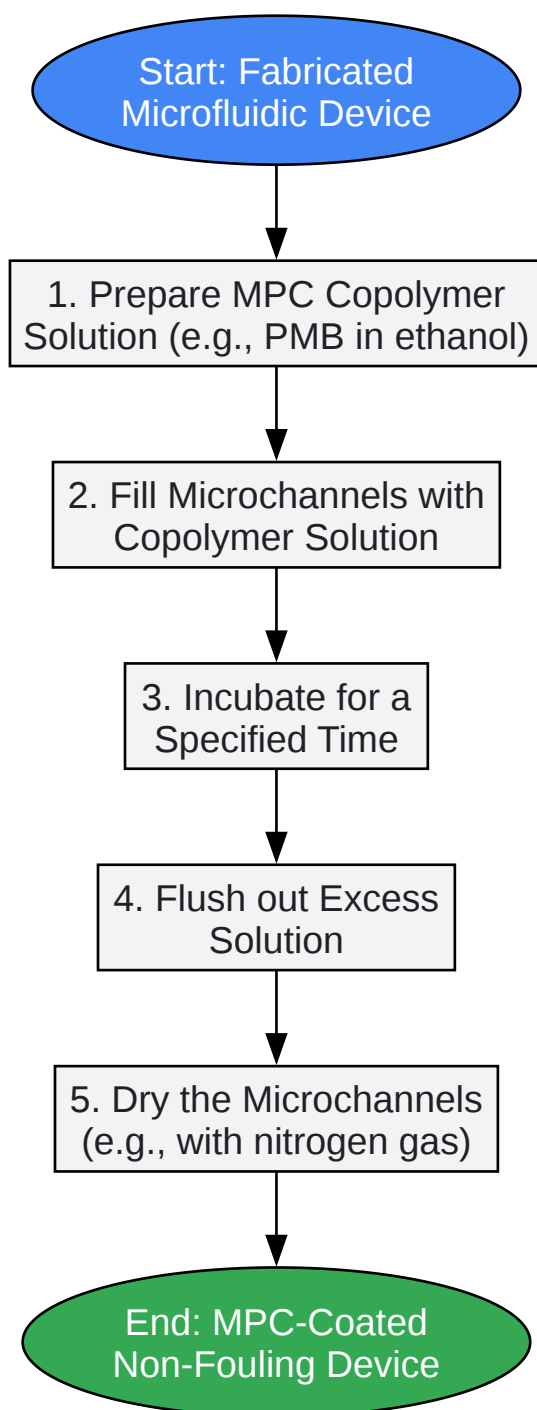 Start: Fabricated
Microfluidic Device
1. Prepare MPC Copolymer
Solution (e.g., PMB in ethanol)
2. Fill Microchannels with
Copolymer Solution
3. Incubate for a
Specified Time
4. Flush out Excess
Solution
5. Dry the Microchannels
(e.g., with nitrogen gas)
End: MPC-Coated
Non-Fouling Device